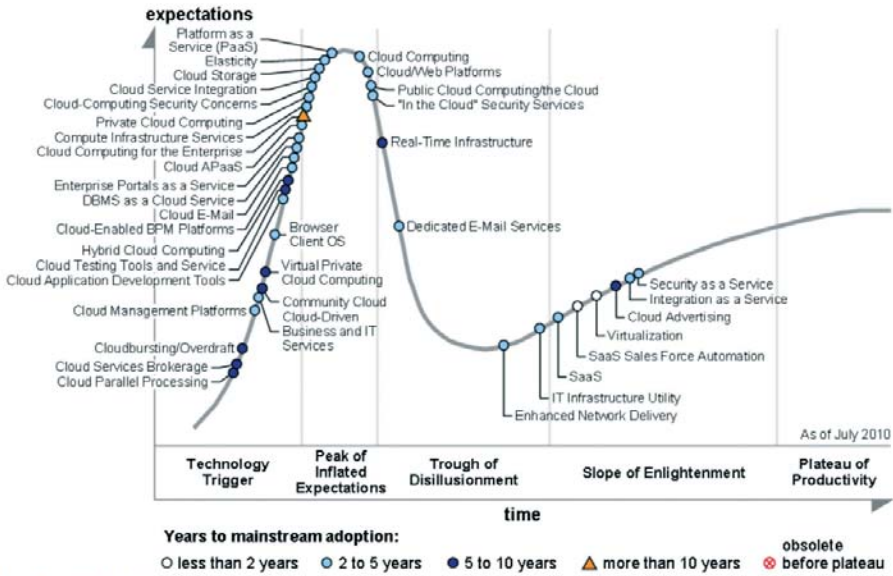 expectations
Platform as a
Service (PaaS)
Elasticity
Cloud Storage
Cloud Service Integration
Cloud-Computing Security Concerns
Private Cloud Computing
Compute Infrastructure Services
Cloud Computing for the Enterprise
Cloud APaaS
Enterprise Portals as a Service
DBMS as a Cloud Service
Cloud E-Mail
Cloud-Enabled BPM Platforms
Hybrid Cloud Computing
Cloud Testing Tools and Service
Cloud Application Development Tools
Cloud Management Platforms
Cloudbursting/Overdraft
Cloud Services Brokerage
Cloud Parallel Processing
Cloud Computing
Cloud/Web Platforms
Public Cloud Computing/the Cloud
"In the Cloud" Security Services
Real-Time Infrastructure
Dedicated E-Mail Services
Browser
Client OS
Virtual Private
Cloud Computing
Community Cloud
Cloud-Driven
Business and IT
Services
Security as a Service
Integration as a Service
Cloud Advertising
Virtualization
SaaS Sales Force Automation
SaaS
IT Infrastructure Utility
Enhanced Network Delivery
As of July 2010
Technology
Trigger
Peak of
Inflated
Expectations
Trough of
Disillusionment
Slope of Enlightenment
Plateau of
Productivity
time
Years to mainstream adoption:
less than 2 years
2 to 5 years
5 to 10 years
more than 10 years
obsolete
before plateau